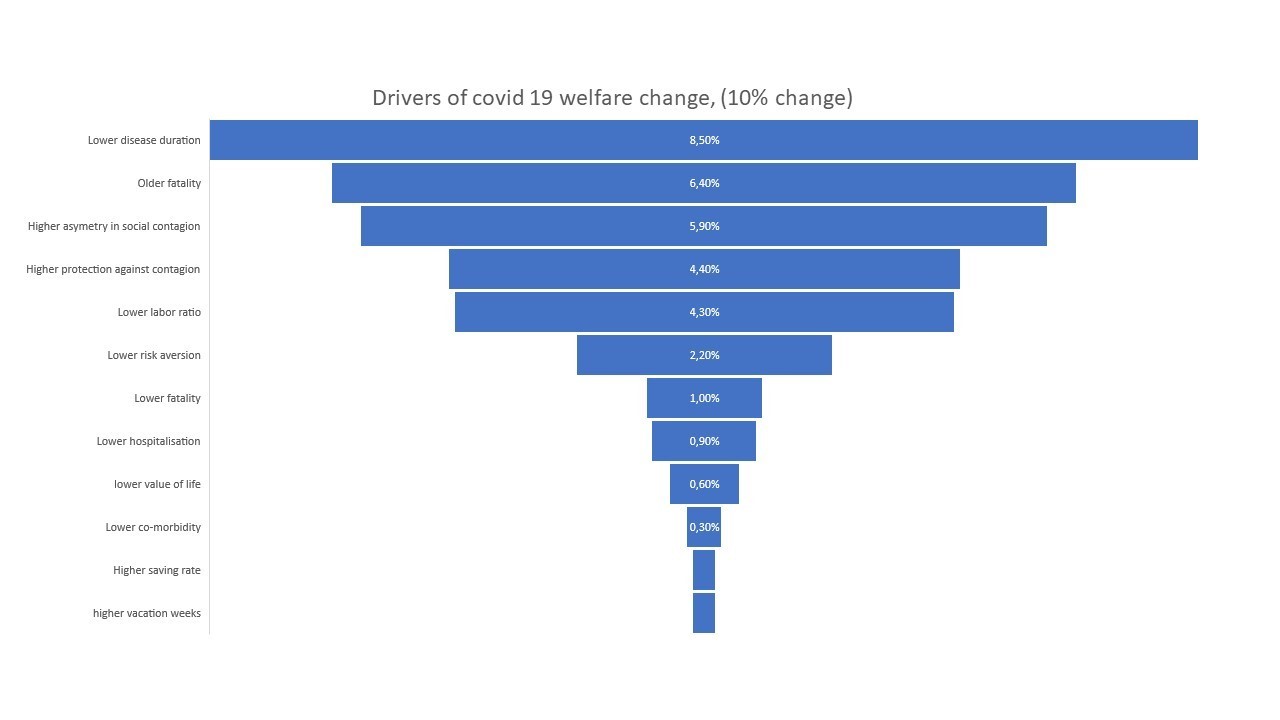 Drivers of covid 19 welfare change, (10% change)
Lower disease duration 8,50%
Older fatality 6,40%
Higher asymetry in social contagion 5,90%
Higher protection against contagion 4,40%
Lower labor ratio 4,30%
Lower risk aversion 2,20%
Lower fatality 1,00%
Lower hospitalisation 0,90%
lower value of life 0,60%
Lower co-morbidity 0,30%
Higher saving rate
higher vacation weeks